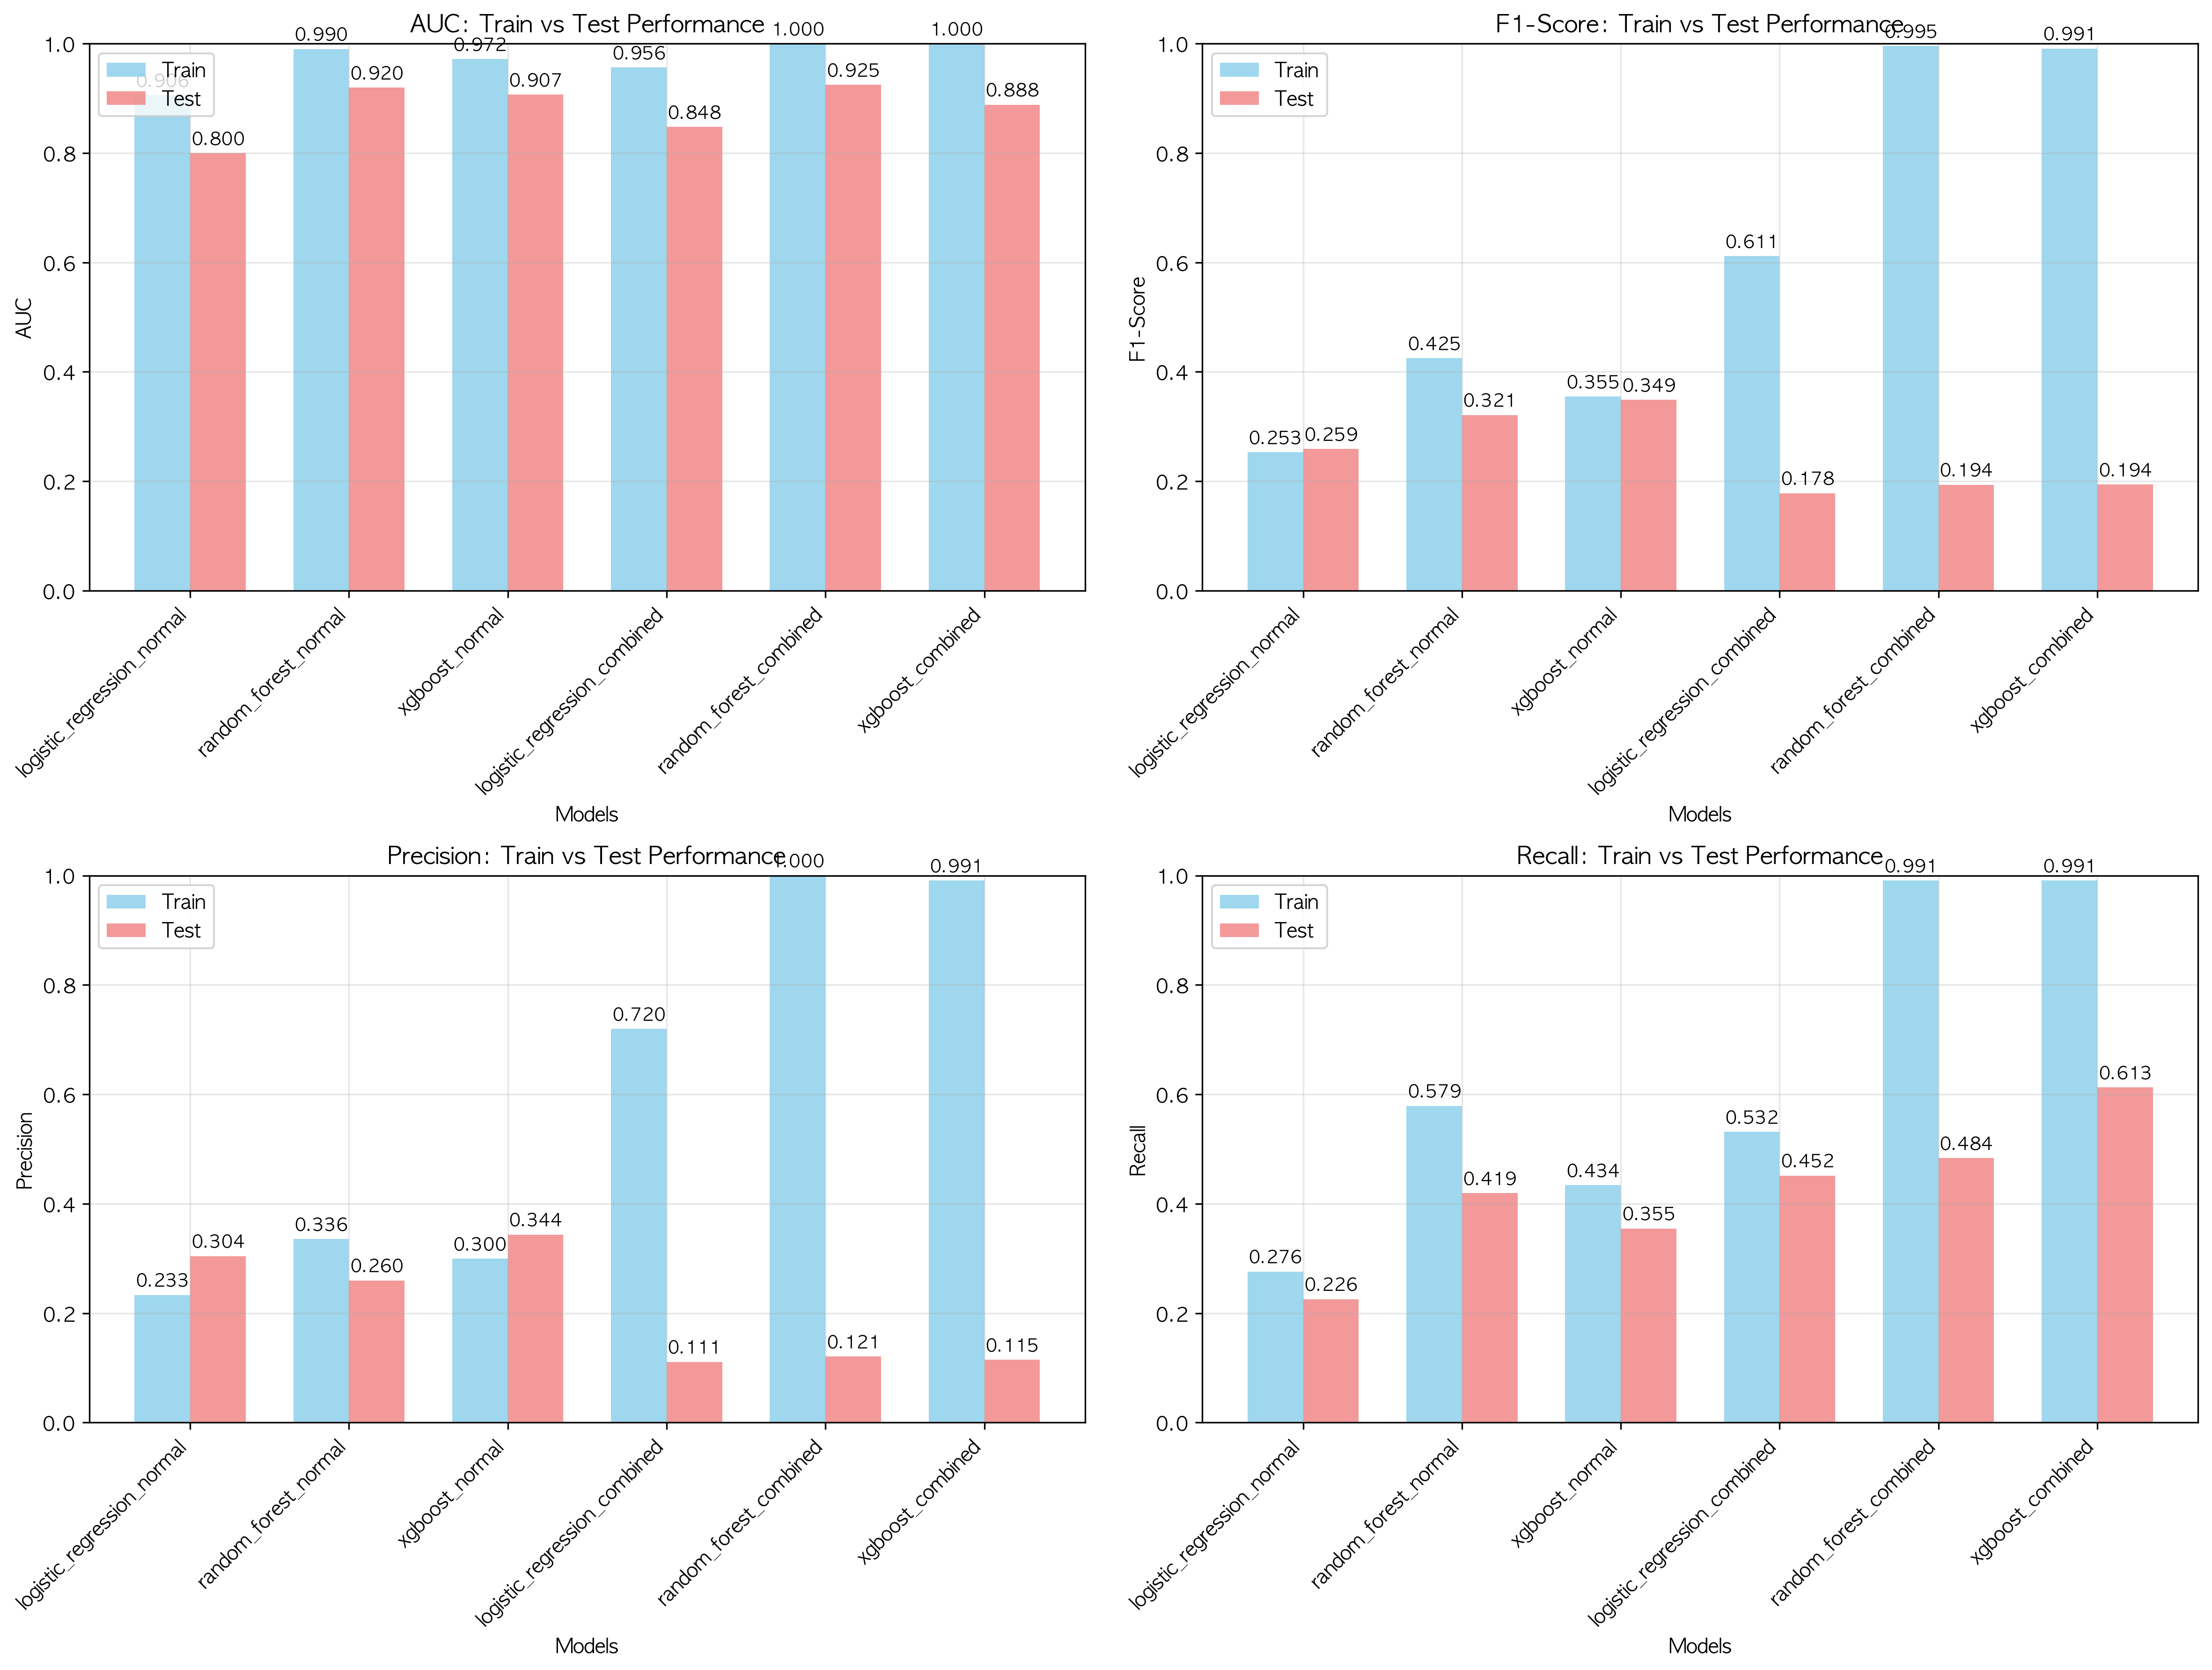 AUC: Train vs Test Performance
0.906
0.800
0.990
0.920
0.972
0.907
0.956
0.848
1.000
0.925
1.000
0.888
Train
Test
1.0
0.8
0.6
0.4
0.2
0.0
AUC
logistic_regression_normal
random_forest_normal
xgboost_normal
logistic_regression_combined
random_forest_combined
xgboost_combined
Models
F1-Score: Train vs Test Performance
0.253
0.259
0.425
0.321
0.355
0.349
0.611
0.178
0.995
0.194
0.991
0.194
Train
Test
1.0
0.8
0.6
0.4
0.2
0.0
F1-Score
logistic_regression_normal
random_forest_normal
xgboost_normal
logistic_regression_combined
random_forest_combined
xgboost_combined
Models
Precision: Train vs Test Performance
0.233
0.304
0.336
0.260
0.300
0.344
0.720
0.111
1.000
0.121
0.991
0.115
Train
Test
1.0
0.8
0.6
0.4
0.2
0.0
Precision
logistic_regression_normal
random_forest_normal
xgboost_normal
logistic_regression_combined
random_forest_combined
xgboost_combined
Models
Recall: Train vs Test Performance
0.276
0.226
0.579
0.419
0.434
0.355
0.532
0.452
0.991
0.484
0.991
0.613
Train
Test
1.0
0.8
0.6
0.4
0.2
0.0
Recall
logistic_regression_normal
random_forest_normal
xgboost_normal
logistic_regression_combined
random_forest_combined
xgboost_combined
Models